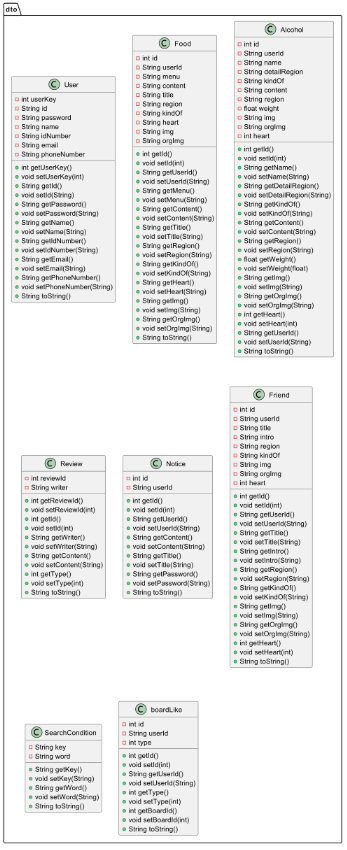 dto
C User
int userKey
String id
String password
String name
String idNumber
String email
String phoneNumber
int getUserKey()
void setUserKey(int)
String getId()
void setId(String)
String getPassword()
void setPassword(String)
String getName()
void setName(String)
String getIdNumber()
void setIdNumber(String)
String getEmail()
void setEmail(String)
String getPhoneNumber()
void setPhoneNumber(String)
String toString()
C Food
int id
String userId
String menu
String content
String title
String region
String kindOf
String heart
String img
String orgImg
int getId()
void setId(int)
String getUserId()
void setUserId(String)
String getMenu()
void setMenu(String)
String getContent()
void setContent(String)
String getTitle()
void setTitle(String)
String getRegion()
void setRegion(String)
String getKindOf()
void setKindOf(String)
String getHeart()
void setHeart(String)
String getImg()
void setImg(String)
String getOrgImg()
void setOrgImg(String)
String toString()
C Alcohol
int id
String userId
String name
String detailRegion
String kindOf
String content
String region
float weight
String img
String orgImg
int heart
int getId()
void setId(int)
String getName()
void setName(String)
String getDetailRegion()
void setDetailRegion(String)
String getKindOf()
void setKindOf(String)
String getContent()
void setContent(String)
String getRegion()
void setRegion(String)
float getWeight()
void setWeight(float)
String getImg()
void setImg(String)
String getOrgImg()
void setOrgImg(String)
int getHeart()
void setHeart(int)
String getUserId()
void setUserId(String)
String toString()
C Review
int reviewId
String writer
int getReviewId()
void setReviewId(int)
int getId()
void setId(int)
String getWriter()
void setWriter(String)
String getContent()
void setContent(String)
int getType()
void setType(int)
String toString()
C Notice
int id
String userId
int getId()
void setId(int)
String getUserId()
void setUserId(String)
String getContent()
void setContent(String)
String getTitle()
void setTitle(String)
String getPassword()
void setPassword(String)
String toString()
C Friend
int id
String userId
String title
String intro
String region
String kindOf
String img
String orgImg
int heart
int getId()
void setId(int)
String getUserId()
void setUserId(String)
String getTitle()
void setTitle(String)
String getIntro()
void setIntro(String)
String getRegion()
void setRegion(String)
String getKindOf()
void setKindOf(String)
String getImg()
void setImg(String)
String getOrgImg()
void setOrgImg(String)
int getHeart()
void setHeart(int)
String toString()
C SearchCondition
String key
String word
String getKey()
void setKey(String)
String getWord()
void setWord(String)
String toString()
C boardLike
int id
String userId
int type
int getId()
void setId(int)
String getUserId()
void setUserId(String)
int getType()
void setType(int)
int getBoardId()
void setBoardId(int)
String toString()